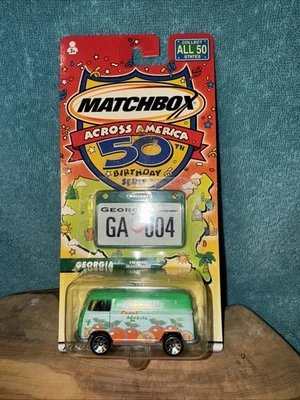 COLLECT
ALL 50
STATES
MATCHBOX
ACROSS AMERICA
50TH
BIRTHDAY
SERIES
GEORGIA
GA 004
GEORGIA
Peach
Mobile